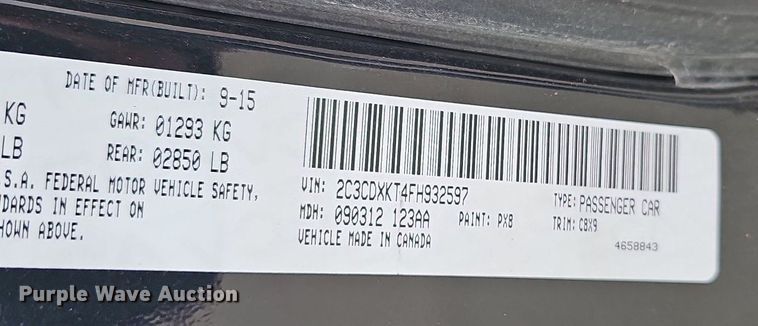 DATE OF MFR(BUILT): 9-15
KG GAWR: 01293 KG
LB REAR: 02850 LB
.S.A. FEDERAL MOTOR VEHICLE SAFETY,
DARDS IN EFFECT ON
HOWN ABOVE.
VIN: 2C3CDXKT4FH932597 TYPE: PASSENGER CAR
MDH: 090312 123AA PAINT: PX8 TRIM: C8X9
VEHICLE MADE IN CANADA 4658843
Purple Wave Auction